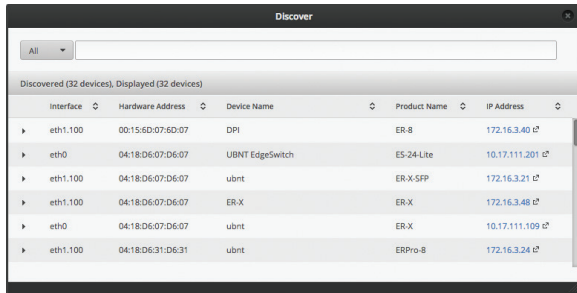 Discover
All
Discovered (32 devices), Displayed (32 devices)
Interface Hardware Address Device Name Product Name IP Address
eth1.100 00:15:6D:07:6D:07 DPI ER-8 172.16.3.40
eth0 04:18:D6:07:D6:07 UBNT EdgeSwitch ES-24-Lite 10.17.111.201
eth1.100 04:18:D6:07:D6:07 ubnt ER-X-SFP 172.16.3.21
eth1.100 04:18:D6:07:D6:07 ER-X ER-X 172.16.3.48
eth0 04:18:D6:07:D6:07 ubnt ER-X 10.17.111.109
eth1.100 04:18:D6:31:D6:31 ubnt ERPro-8 172.16.3.24